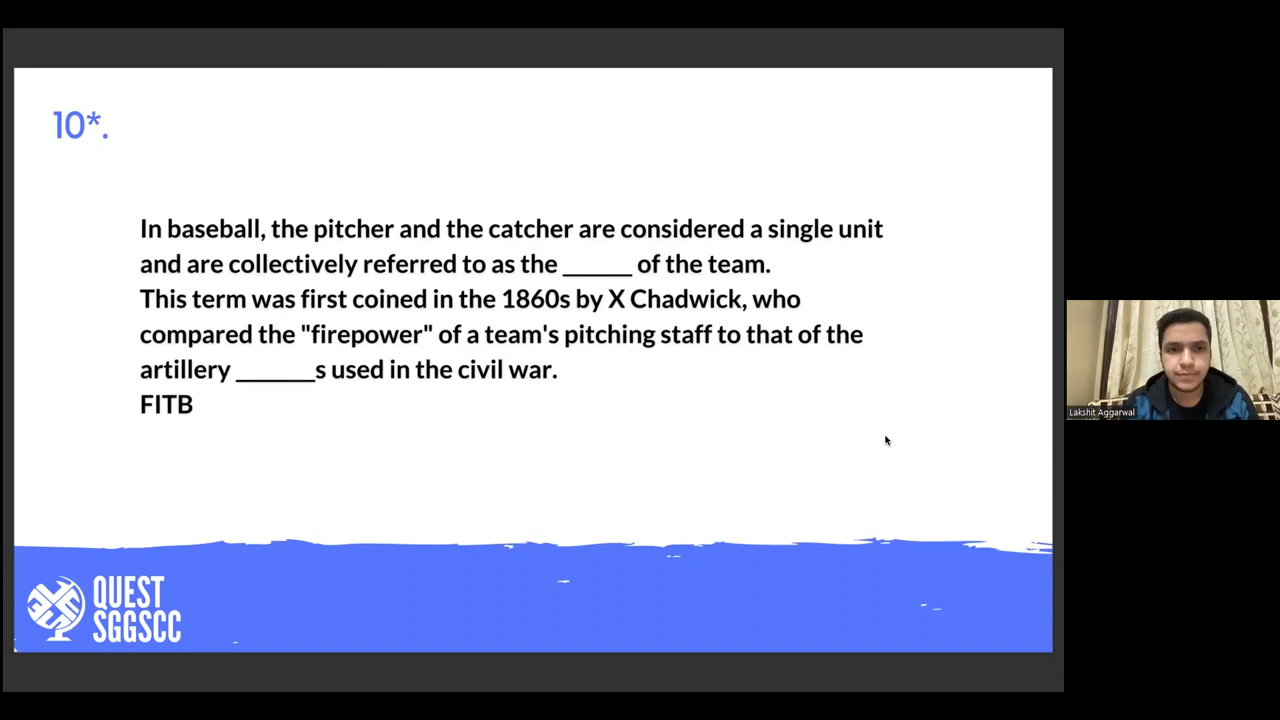 10*.
In baseball, the pitcher and the catcher are considered a single unit
and are collectively referred to as the ______ of the team.
This term was first coined in the 1860s by X Chadwick, who
compared the "firepower" of a team's pitching staff to that of the
artillery _______s used in the civil war.
FITB
Lakshit Aggarwal
QUEST
SGGSCC